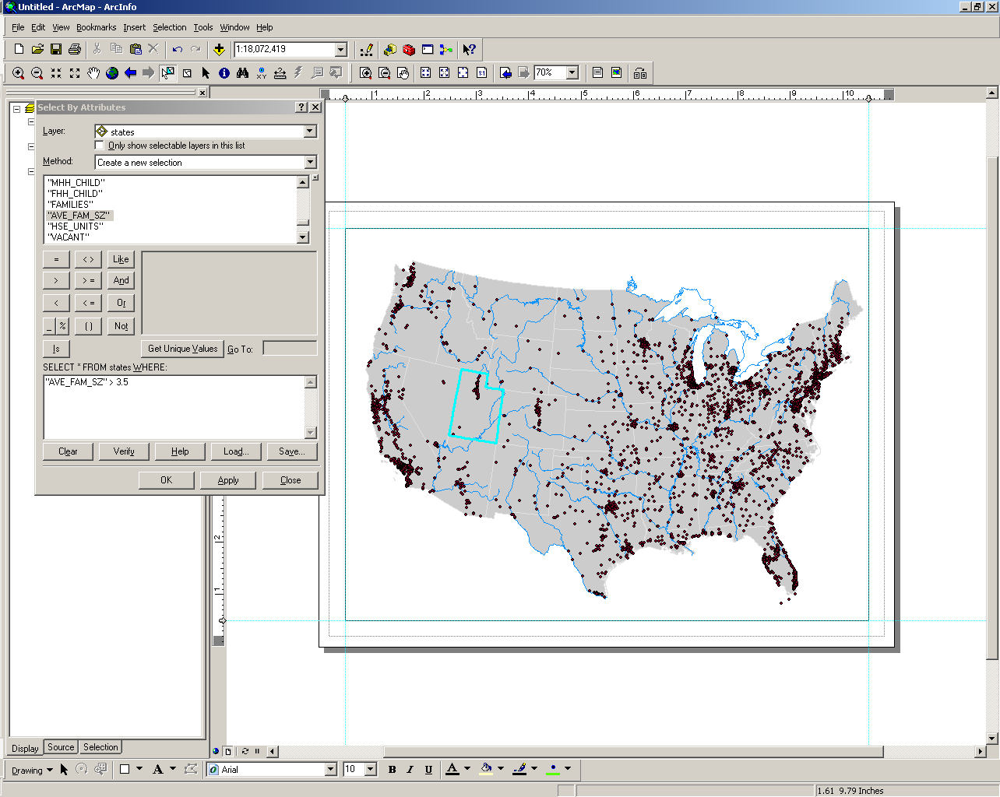 Untitled - ArcMap - ArcInfo
File Edit View Bookmarks Insert Selection Tools Window Help
1:18,072,419
70%
Select By Attributes
Layer: states
Only show selectable layers in this list
Method: Create a new selection
"MHH_CHILD"
"FHH_CHILD"
"FAMILIES"
"AVE_FAM_SZ"
"HSE_UNITS"
"VACANT"
= < > Like
> > = And
< < = Or
_ % ( ) Not
Is Get Unique Values Go To:
SELECT * FROM states WHERE:
"AVE_FAM_SZ" > 3.5
Clear Verify Help Load... Save...
OK Apply Close
1 2 3 4 5 6 7 8 9 10
2
1
Display Source Selection
Drawing A Arial 10 B I U A
1.61 9.79 Inches